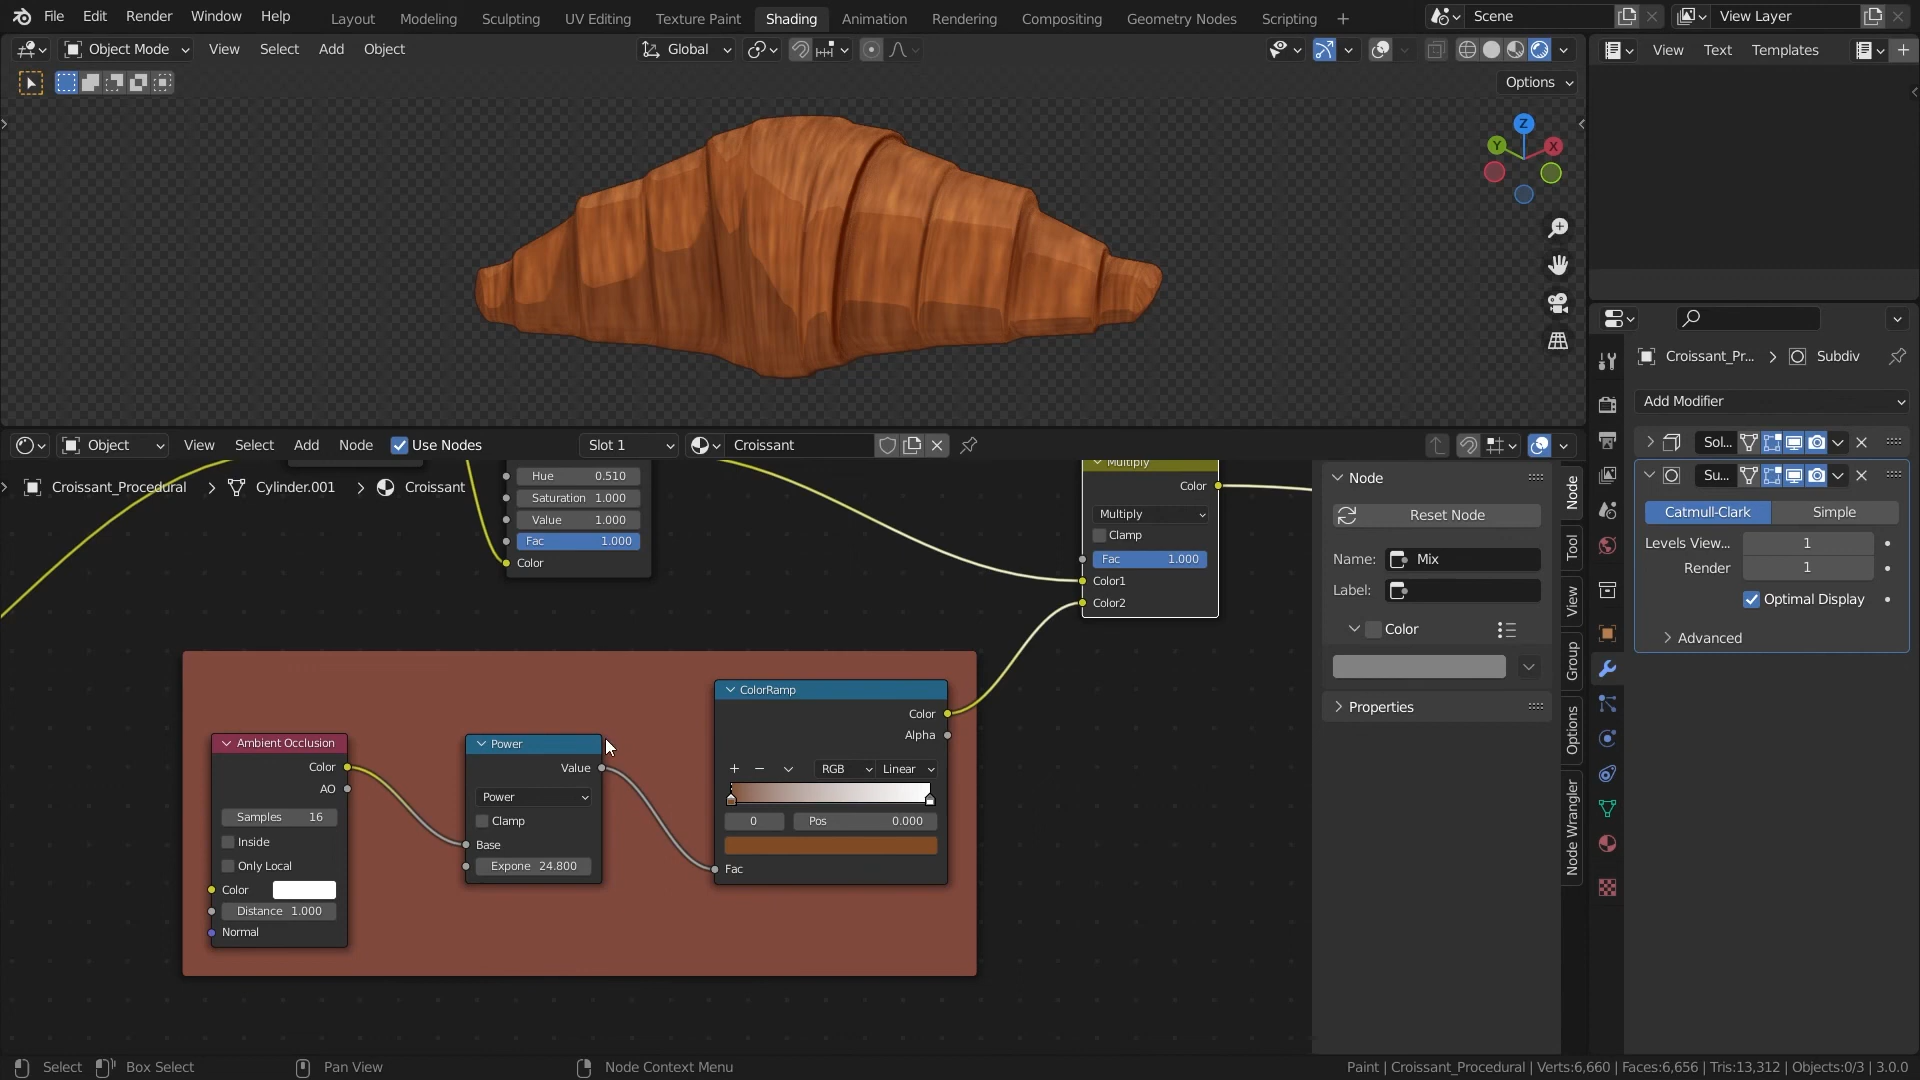 File Edit Render Window Help
Layout Modeling Sculpting UV Editing Texture Paint Shading Animation Rendering Compositing Geometry Nodes Scripting +
Scene View Layer
Object Mode View Select Add Object Global
View Text Templates
Options
Z
Y X
Croissant_Pr... > Subdiv
Add Modifier
Sol...
Su...
Catmull-Clark Simple
Levels View... 1
Render 1
Optimal Display
Advanced
Object View Select Add Node Use Nodes Slot 1 Croissant
Croissant_Procedural > Cylinder.001 > Croissant
Hue 0.510
Saturation 1.000
Value 1.000
Fac 1.000
Color
Multiply
Color
Multiply
Clamp
Fac 1.000
Color1
Color2
Node
Reset Node
Name: Mix
Label:
Color
Properties
Node
Tool
View
Group
Options
Node Wrangler
Ambient Occlusion
Color
AO
Samples 16
Inside
Only Local
Color
Distance 1.000
Normal
Power
Value
Power
Clamp
Base
Expone 24.800
ColorRamp
Color
Alpha
+ − RGB Linear
0 Pos 0.000
Fac
Select Box Select Pan View Node Context Menu
Paint | Croissant_Procedural | Verts:6,660 | Faces:6,656 | Tris:13,312 | Objects:0/3 | 3.0.0